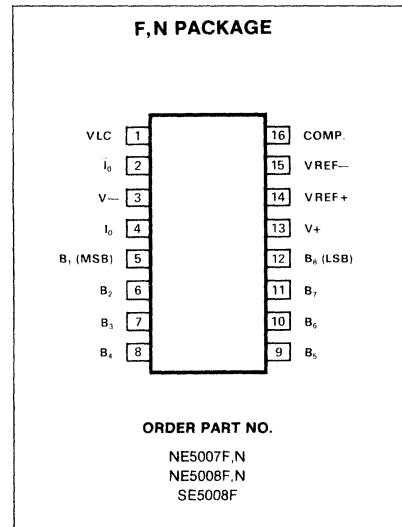 F,N PACKAGE
VLC 1 16 COMP.
I̅₀ 2 15 VREF—
V— 3 14 VREF+
I₀ 4 13 V+
B₁ (MSB) 5 12 B₈ (LSB)
B₂ 6 11 B₇
B₃ 7 10 B₆
B₄ 8 9 B₅
ORDER PART NO.
NE5007F,N
NE5008F,N
SE5008F